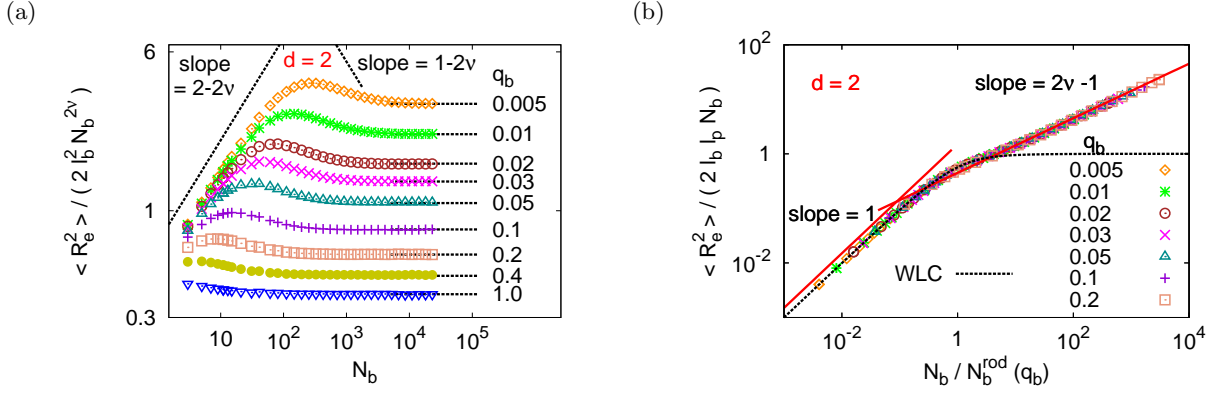 (a)
6
1
0.3
< R_e^2 > / ( 2 l_b^2 N_b^{2ν} )
slope
= 2-2ν
d = 2
slope = 1-2ν
q_b
0.005
0.01
0.02
0.03
0.05
0.1
0.2
0.4
1.0
10
10^2
10^3
10^4
10^5
N_b
(b)
10^2
1
10^-2
< R_e^2 > / ( 2 l_b l_p N_b )
d = 2
slope = 2ν -1
slope = 1
WLC
q_b
0.005
0.01
0.02
0.03
0.05
0.1
0.2
10^-2
1
10^2
10^4
N_b / N_b^rod (q_b)